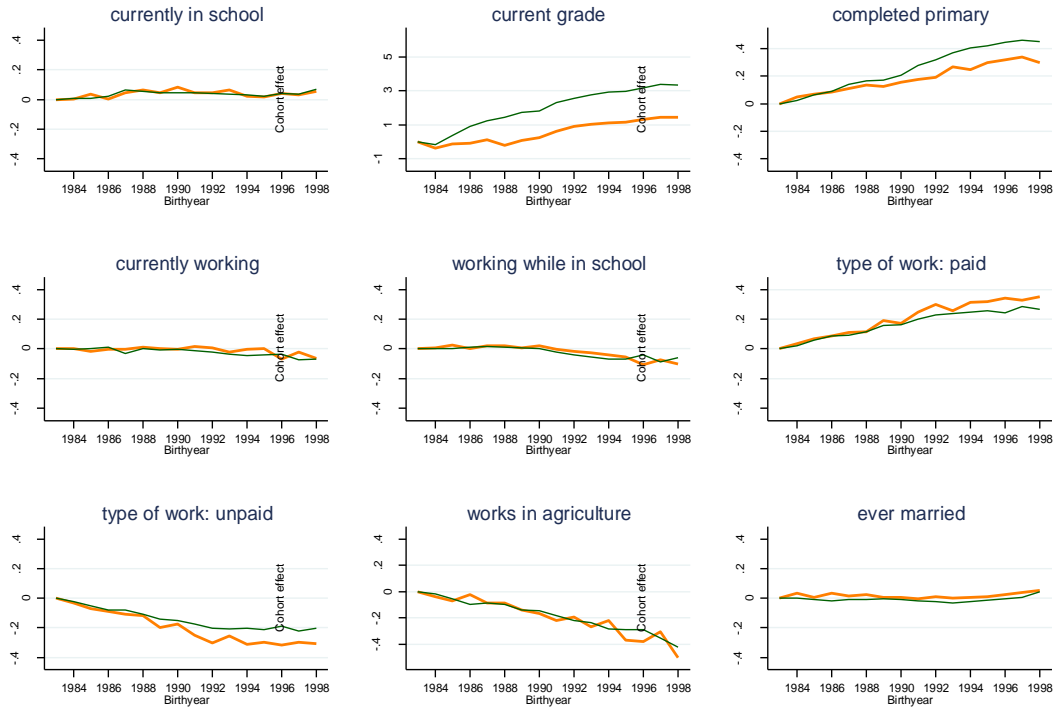 currently in school
current grade
completed primary
.4
.2
0
-.2
-.4
Cohort effect
1984 1986 1988 1990 1992 1994 1996 1998
Birthyear
5
3
1
-1
Cohort effect
1984 1986 1988 1990 1992 1994 1996 1998
Birthyear
.4
.2
0
-.2
-.4
1984 1986 1988 1990 1992 1994 1996 1998
Birthyear
currently working
working while in school
type of work: paid
.4
.2
0
-.2
-.4
Cohort effect
1984 1986 1988 1990 1992 1994 1996 1998
Birthyear
.4
.2
0
-.2
-.4
Cohort effect
1984 1986 1988 1990 1992 1994 1996 1998
Birthyear
.4
.2
0
-.2
-.4
1984 1986 1988 1990 1992 1994 1996 1998
Birthyear
type of work: unpaid
works in agriculture
ever married
.4
.2
0
-.2
-.4
Cohort effect
1984 1986 1988 1990 1992 1994 1996 1998
Birthyear
.4
.2
0
-.2
-.4
Cohort effect
1984 1986 1988 1990 1992 1994 1996 1998
Birthyear
.4
.2
0
-.2
-.4
1984 1986 1988 1990 1992 1994 1996 1998
Birthyear